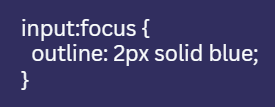 input:focus {
  outline: 2px solid blue;
}